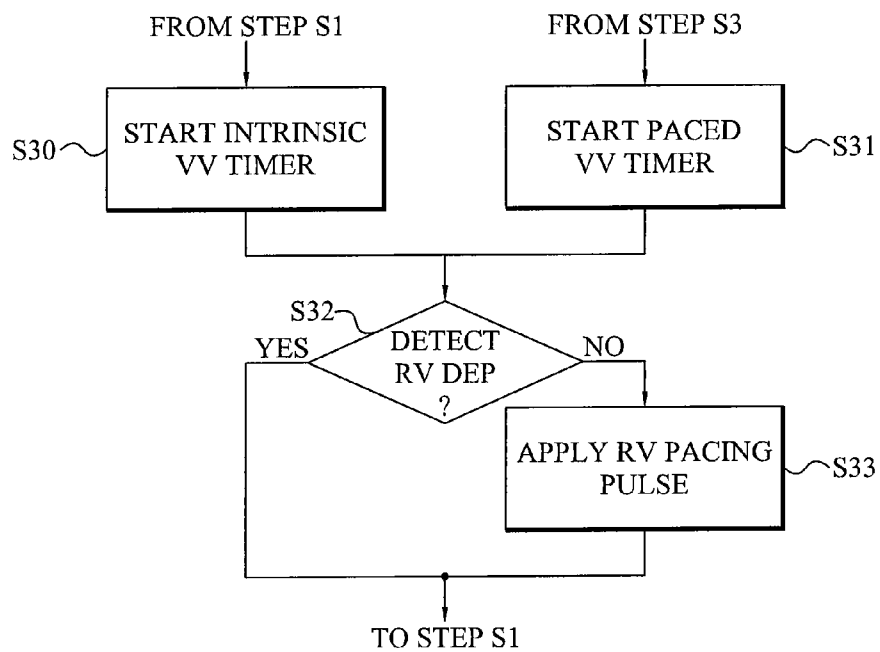 FROM STEP S1
FROM STEP S3
START INTRINSIC
VV TIMER
S30
START PACED
VV TIMER
S31
S32
DETECT
RV DEP
?
YES
NO
APPLY RV PACING
PULSE
S33
TO STEP S1